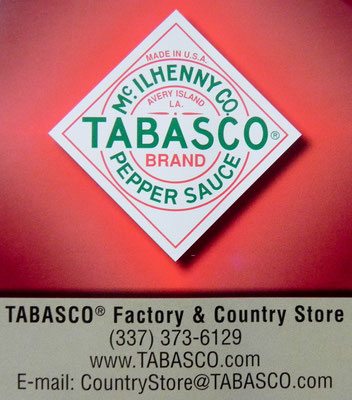 MADE IN U.S.A.
McILHENNY CO.
AVERY ISLAND
LA.
TABASCO®
BRAND
PEPPER SAUCE
TABASCO® Factory & Country Store
(337) 373-6129
www.TABASCO.com
E-mail: CountryStore@TABASCO.com